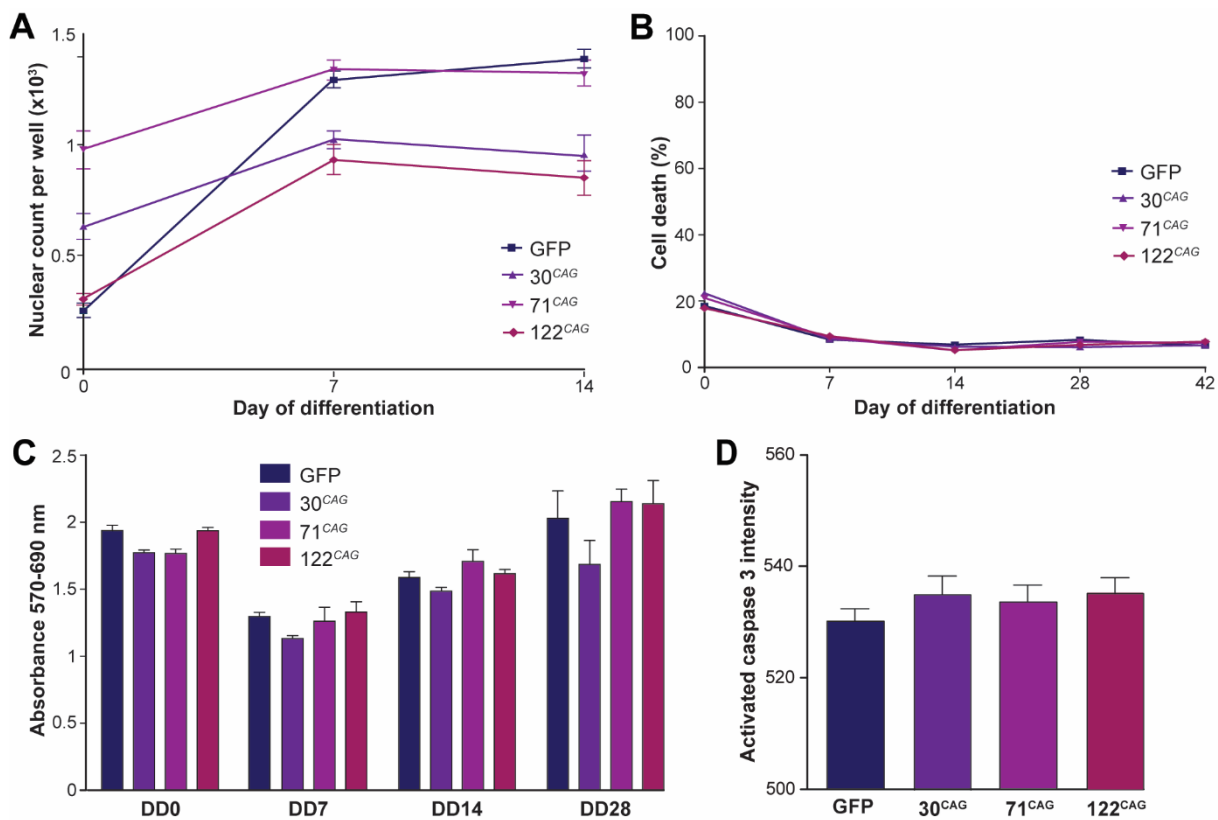 A
Nuclear count per well (x10³)
1.5
1
0.5
0
0
7
14
Day of differentiation
GFP
30CAG
71CAG
122CAG
B
Cell death (%)
100
80
60
40
20
0
0
7
14
28
42
Day of differentiation
GFP
30CAG
71CAG
122CAG
C
Absorbance 570-690 nm
2.5
2
1.5
1
0.5
0
GFP
30CAG
71CAG
122CAG
DD0
DD7
DD14
DD28
D
Activated caspase 3 intensity
560
540
520
500
GFP
30CAG
71CAG
122CAG